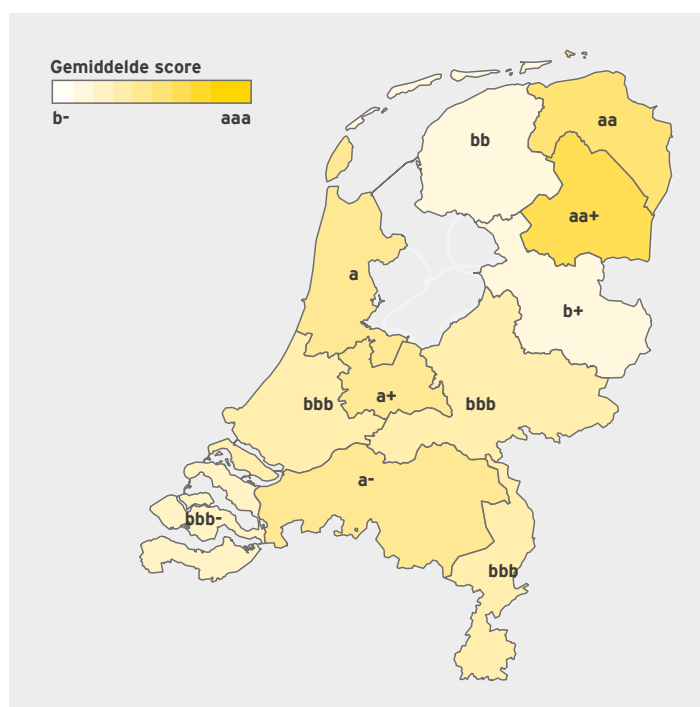 Gemiddelde score
b- aaa
aa
bb
aa+
a
b+
a+
bbb
bbb
a-
bbb-
bbb